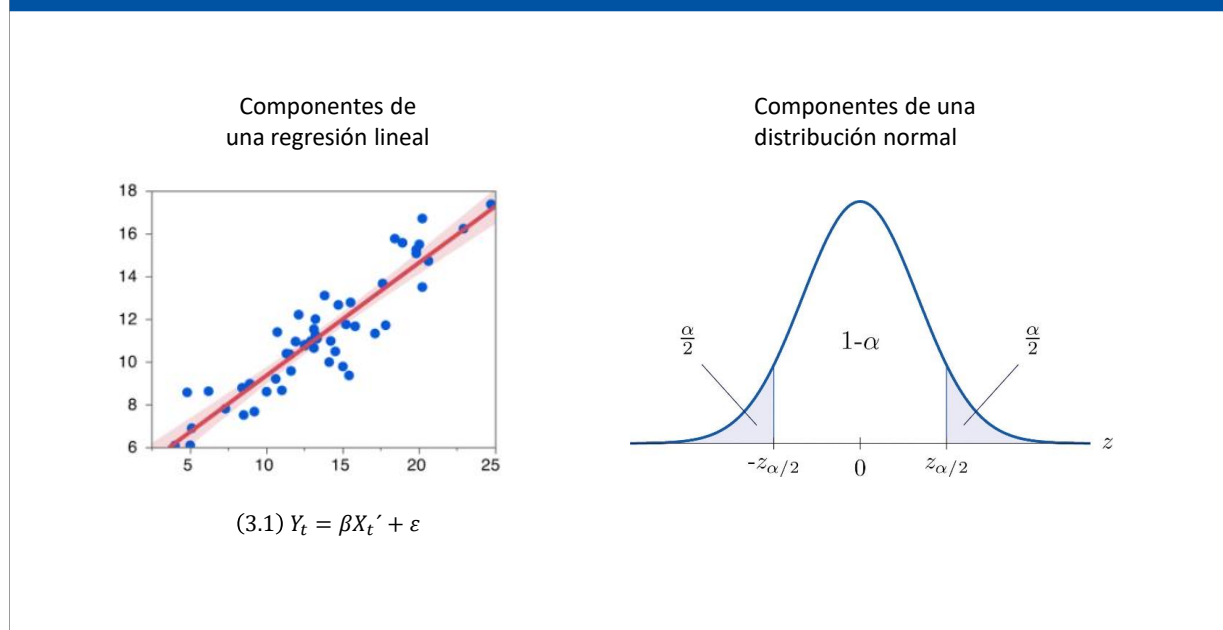 Componentes de
una regresión lineal
Componentes de una
distribución normal
18
16
14
12
10
8
6
5 10 15 20 25
(3.1) Y_t = βX_t´ + ε
α/2
1-α
α/2
-z_{α/2} 0 z_{α/2} z